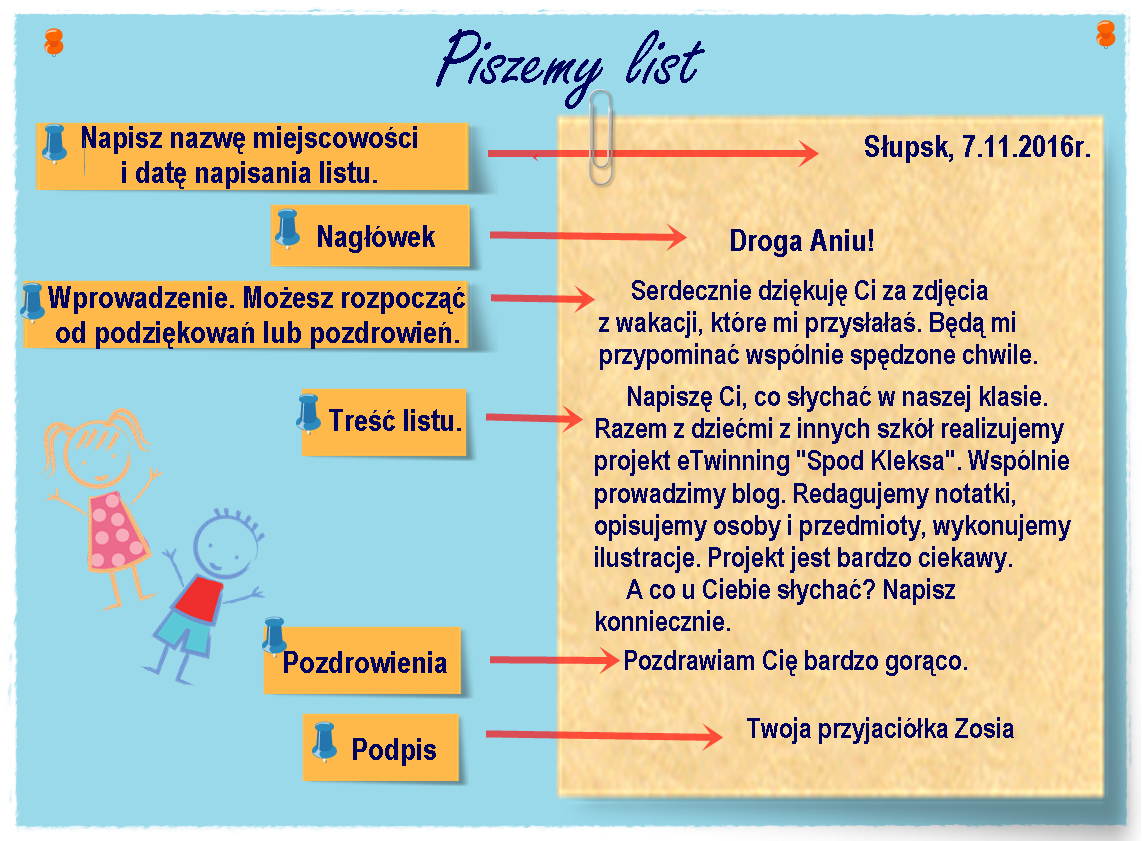 Piszemy list
Napisz nazwę miejscowości
i datę napisania listu.
Słupsk, 7.11.2016r.
Nagłówek
Droga Aniu!
Wprowadzenie. Możesz rozpocząć
od podziękowań lub pozdrowień.
Serdecznie dziękuję Ci za zdjęcia
z wakacji, które mi przysłałaś. Będą mi
przypominać wspólnie spędzone chwile.
Treść listu.
Napiszę Ci, co słychać w naszej klasie.
Razem z dziećmi z innych szkół realizujemy
projekt eTwinning "Spod Kleksa". Wspólnie
prowadzimy blog. Redagujemy notatki,
opisujemy osoby i przedmioty, wykonujemy
ilustracje. Projekt jest bardzo ciekawy.
A co u Ciebie słychać? Napisz
konniecznie.
Pozdrowienia
Pozdrawiam Cię bardzo gorąco.
Podpis
Twoja przyjaciółka Zosia